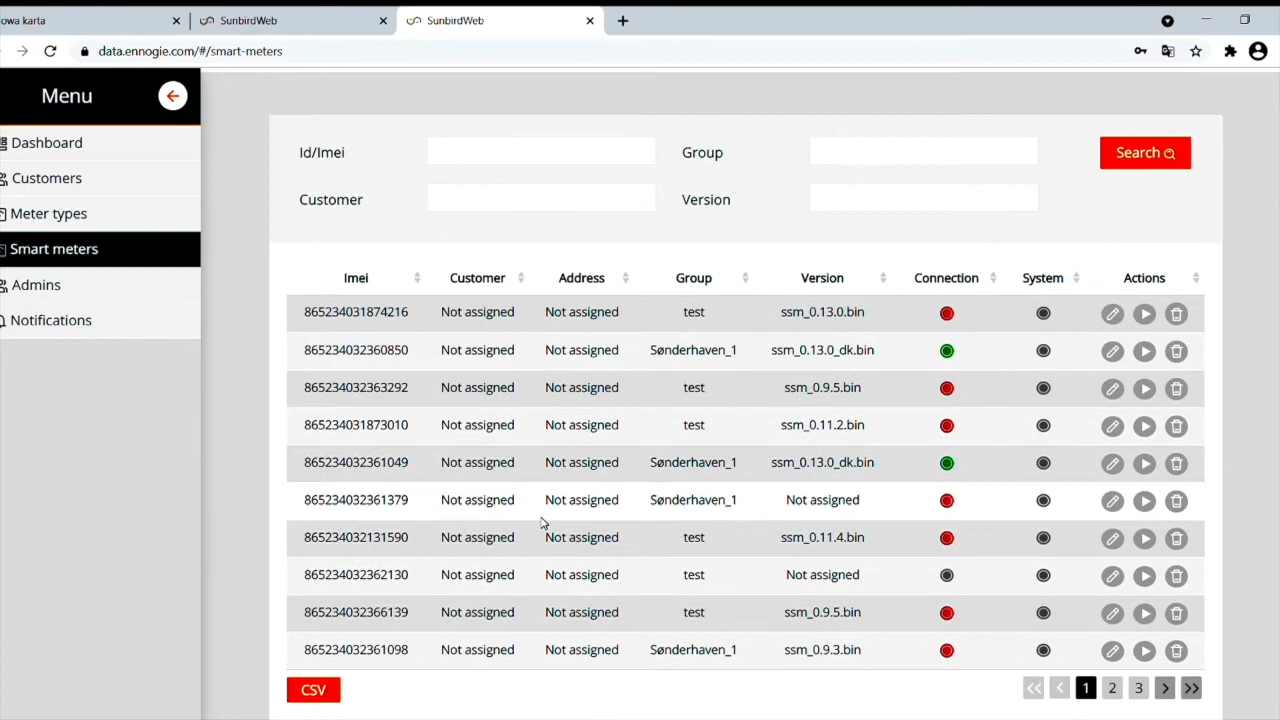 owa karta
SunbirdWeb
SunbirdWeb
data.ennogie.com/#/smart-meters
Menu
Dashboard
Customers
Meter types
Smart meters
Admins
Notifications
Id/Imei
Group
Search
Customer
Version
Imei Customer Address Group Version Connection System Actions
865234031874216 Not assigned Not assigned test ssm_0.13.0.bin
865234032360850 Not assigned Not assigned Sønderhaven_1 ssm_0.13.0_dk.bin
865234032363292 Not assigned Not assigned test ssm_0.9.5.bin
865234031873010 Not assigned Not assigned test ssm_0.11.2.bin
865234032361049 Not assigned Not assigned Sønderhaven_1 ssm_0.13.0_dk.bin
865234032361379 Not assigned Not assigned Sønderhaven_1 Not assigned
865234032131590 Not assigned Not assigned test ssm_0.11.4.bin
865234032362130 Not assigned Not assigned test Not assigned
865234032366139 Not assigned Not assigned test ssm_0.9.5.bin
865234032361098 Not assigned Not assigned Sønderhaven_1 ssm_0.9.3.bin
CSV
<< < 1 2 3 > >>